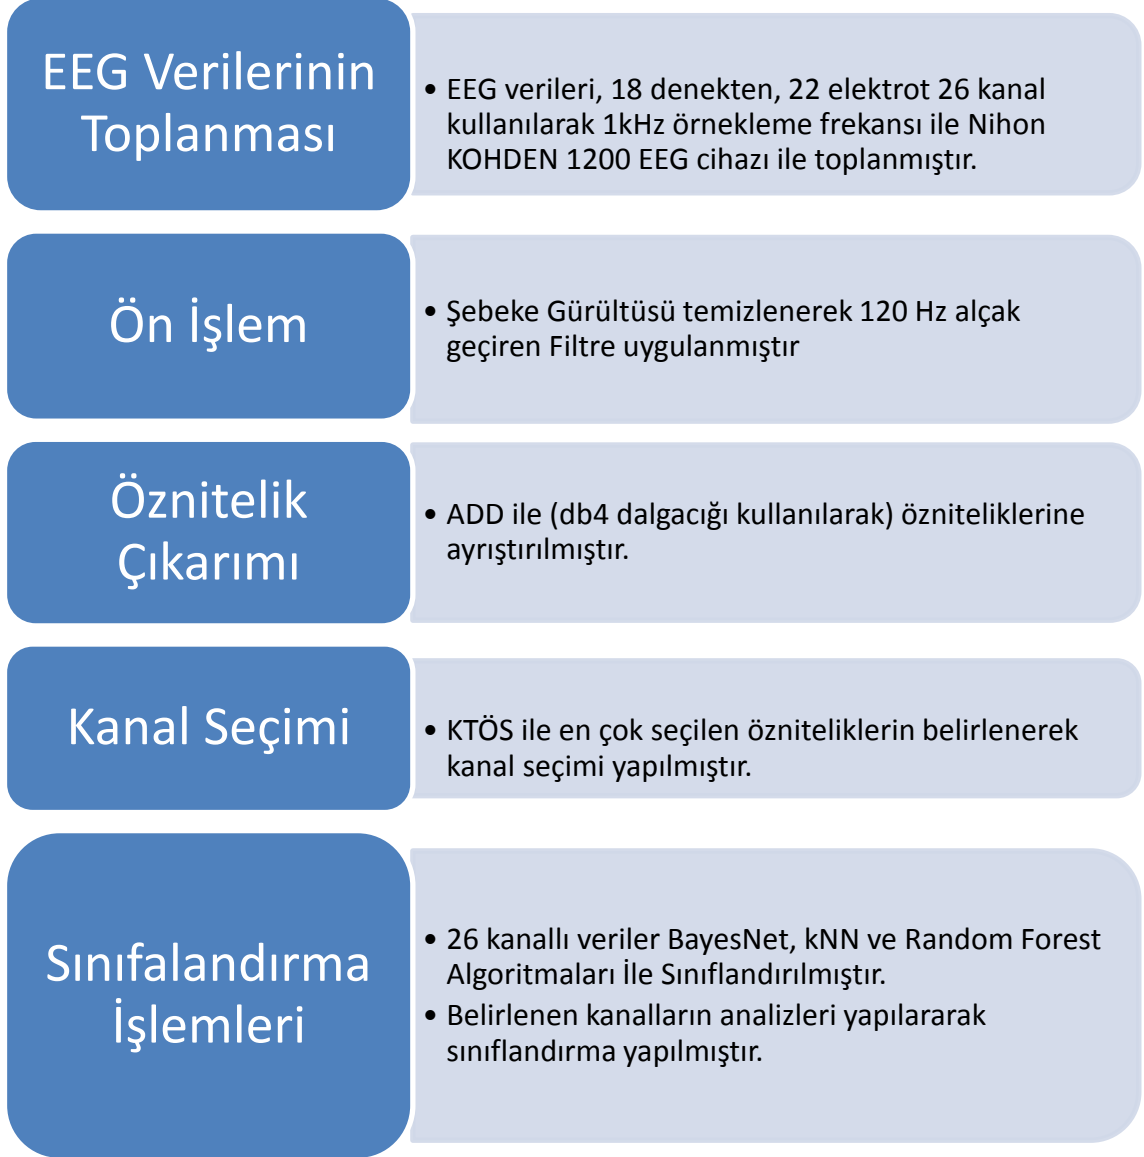 EEG Verilerinin
Toplanması
• EEG verileri, 18 denekten, 22 elektrot 26 kanal
kullanılarak 1kHz örnekleme frekansı ile Nihon
KOHDEN 1200 EEG cihazı ile toplanmıştır.
Ön İşlem
• Şebeke Gürültüsü temizlenerek 120 Hz alçak
geçiren Filtre uygulanmıştır
Öznitelik
Çıkarımı
• ADD ile (db4 dalgacığı kullanılarak) özniteliklerine
ayrıştırılmıştır.
Kanal Seçimi
• KTÖS ile en çok seçilen özniteliklerin belirlenerek
kanal seçimi yapılmıştır.
Sınıfalandırma
İşlemleri
• 26 kanallı veriler BayesNet, kNN ve Random Forest
Algoritmaları İle Sınıflandırılmıştır.
• Belirlenen kanalların analizleri yapılararak
sınıflandırma yapılmıştır.